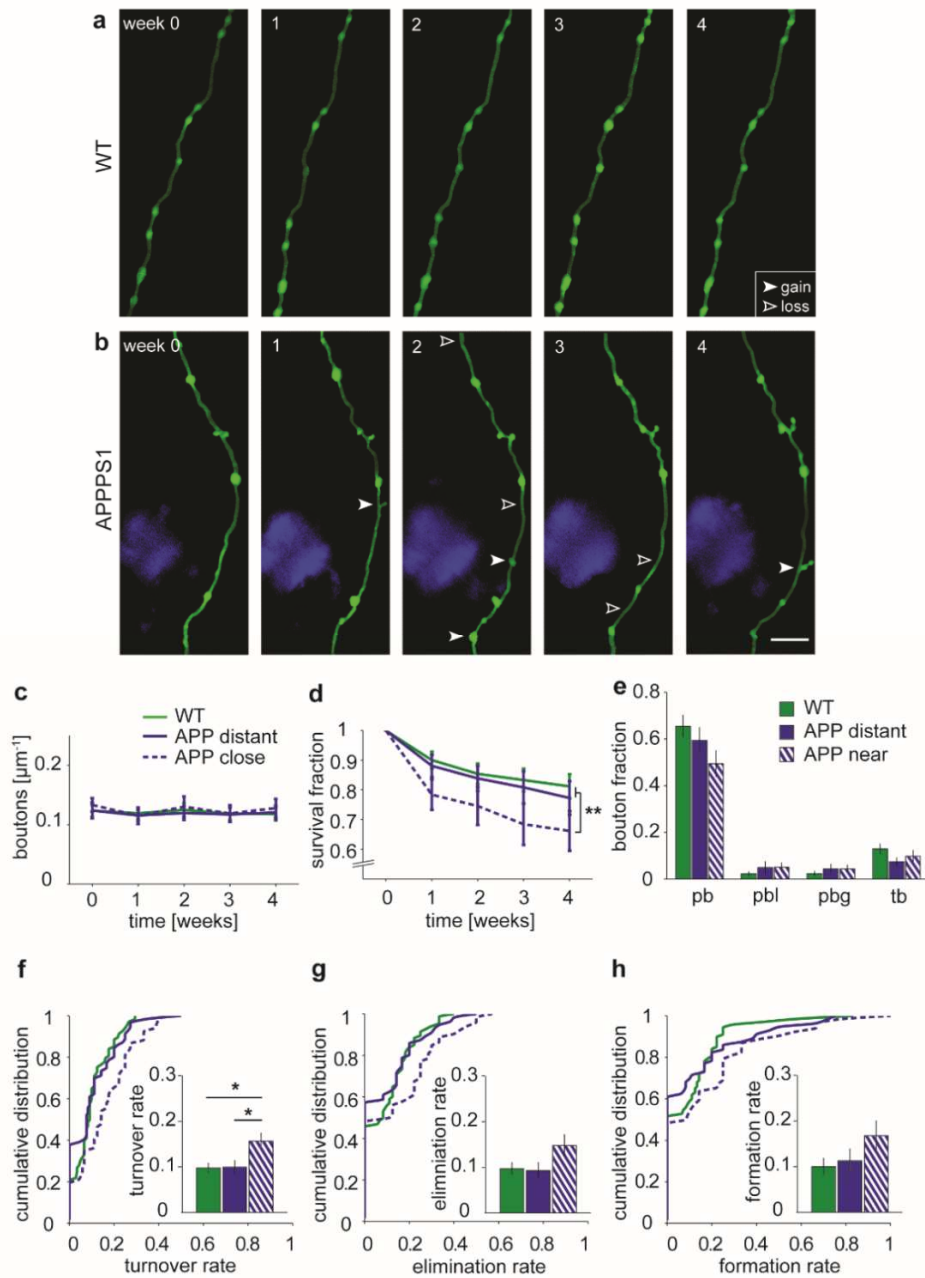 a
week 0
1
2
3
4
WT
gain
loss
b
week 0
1
2
3
4
APPPS1
c
WT
APP distant
APP close
boutons [µm⁻¹]
0.2
0.1
0
0 1 2 3 4
time [weeks]
d
survival fraction
1
0.9
0.8
0.7
0.6
**
0 1 2 3 4
time [weeks]
e
WT
APP distant
APP near
bouton fraction
0.8
0.6
0.4
0.2
0
pb pbl pbg tb
f
cumulative distribution
1
0.8
0.6
0.4
0.2
0
0 0.2 0.4 0.6 0.8 1
turnover rate
turnover rate
0.3
0.2
0.1
0
*
*
g
cumulative distribution
1
0.8
0.6
0.4
0.2
0
0 0.2 0.4 0.6 0.8 1
elimination rate
eliminiation rate
0.3
0.2
0.1
0
h
cumulative distribution
1
0.8
0.6
0.4
0.2
0
0 0.2 0.4 0.6 0.8 1
formation rate
formation rate
0.3
0.2
0.1
0